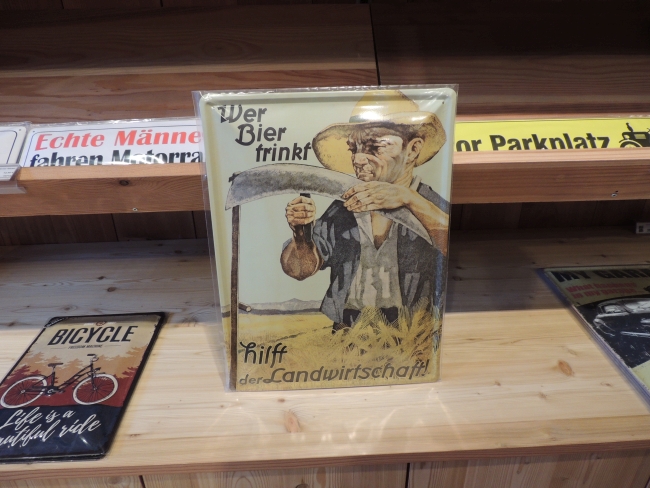 Echte Männer
fahren Motorra
Wer
Bier
trinkt
hilft
der Landwirtschaft!
or Parkplatz
BICYCLE
Life is a
autiful ride